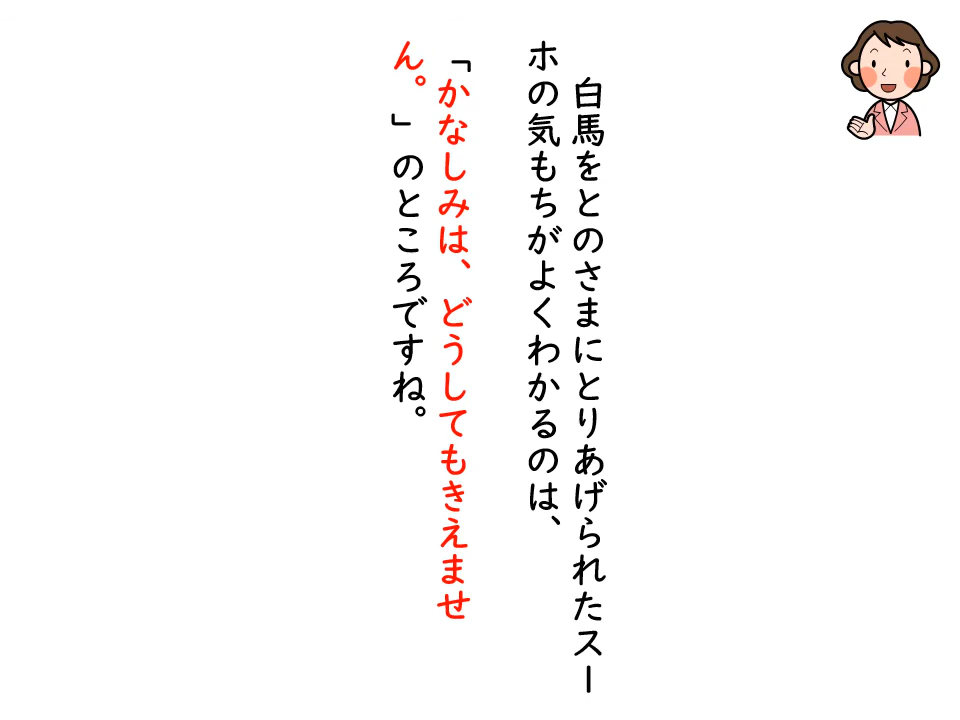 白馬をとのさまにとりあげられたスー
ホの気もちがよくわかるのは、
「かなしみは、どうしてもきえませ
ん。」のところですね。